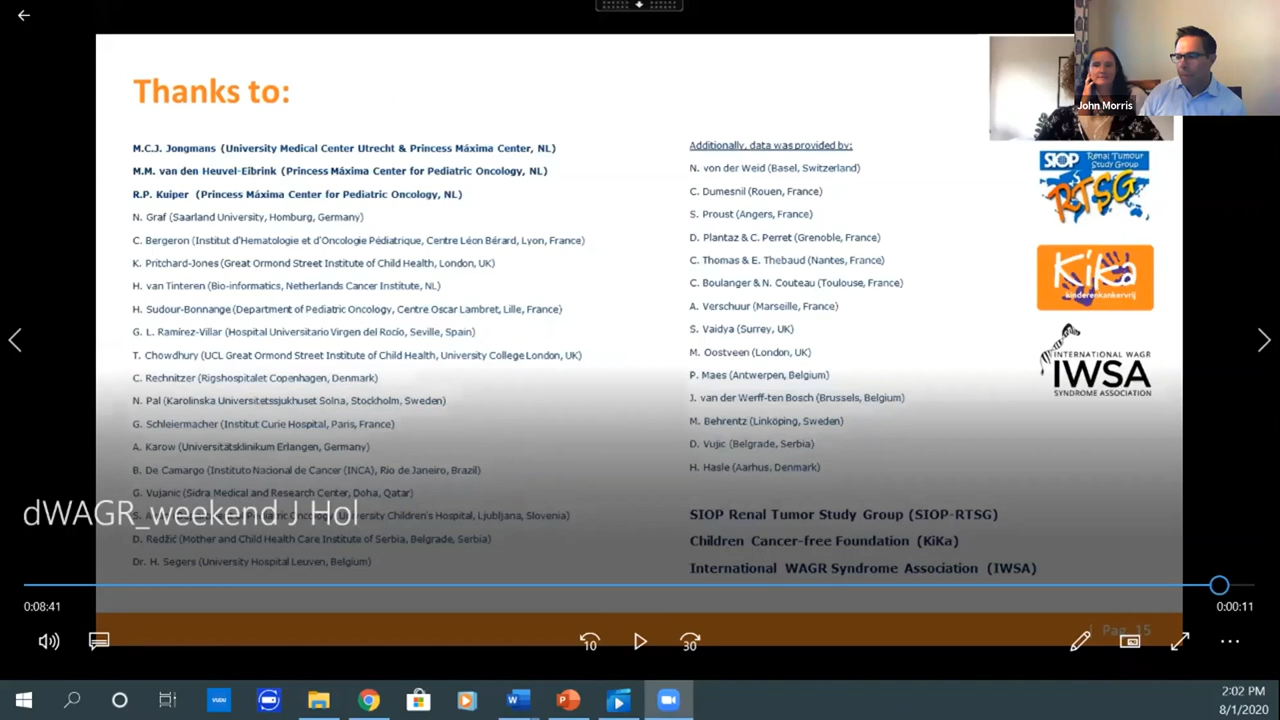 Thanks to:
John Morris
M.C.J. Jongmans (University Medical Center Utrecht & Princess Máxima Center, NL)
M.M. van den Heuvel-Eibrink (Princess Máxima Center for Pediatric Oncology, NL)
R.P. Kuiper (Princess Máxima Center for Pediatric Oncology, NL)
N. Graf (Saarland University, Homburg, Germany)
C. Bergeron (Institut d'Hematologie et d'Oncologie Pédiatrique, Centre Léon Bérard, Lyon, France)
K. Pritchard-Jones (Great Ormond Street Institute of Child Health, London, UK)
H. van Tinteren (Bio-informatics, Netherlands Cancer Institute, NL)
H. Sudour-Bonnange (Department of Pediatric Oncology, Centre Oscar Lambret, Lille, France)
G. L. Ramírez-Villar (Hospital Universitario Virgen del Rocío, Seville, Spain)
T. Chowdhury (UCL Great Ormond Street Institute of Child Health, University College London, UK)
C. Rechnitzer (Rigshospitalet Copenhagen, Denmark)
N. Pal (Karolinska Universitetssjukhuset Solna, Stockholm, Sweden)
G. Schleiermacher (Institut Curie Hospital, Paris, France)
A. Karow (Universitätsklinikum Erlangen, Germany)
B. De Camargo (Instituto Nacional de Cancer (INCA), Rio de Janeiro, Brazil)
G. Vujanic (Sidra Medical and Research Center, Doha, Qatar)
University Children's Hospital, Ljubljana, Slovenia)
D. Redžić (Mother and Child Health Care Institute of Serbia, Belgrade, Serbia)
Dr. H. Segers (University Hospital Leuven, Belgium)
Additionally, data was provided by:
N. von der Weid (Basel, Switzerland)
C. Dumesnil (Rouen, France)
S. Proust (Angers, France)
D. Plantaz & C. Perret (Grenoble, France)
C. Thomas & E. Thebaud (Nantes, France)
C. Boulanger & N. Couteau (Toulouse, France)
A. Verschuur (Marseille, France)
S. Vaidya (Surrey, UK)
M. Oostveen (London, UK)
P. Maes (Antwerpen, Belgium)
J. van der Werff-ten Bosch (Brussels, Belgium)
M. Behrentz (Linköping, Sweden)
D. Vujic (Belgrade, Serbia)
H. Hasle (Aarhus, Denmark)
SIOP Renal Tumor Study Group (SIOP-RTSG)
Children Cancer-free Foundation (KiKa)
International WAGR Syndrome Association (IWSA)
SIOP Renal Tumour
Study Group
RTSG
KiKa
kinderenkankervrij
INTERNATIONAL WAGR
IWSA
SYNDROME ASSOCIATION
dWAGR_weekend J Hol
Pag. 15
0:08:41
0:00:11
10
30
VUDU
2:02 PM
8/1/2020